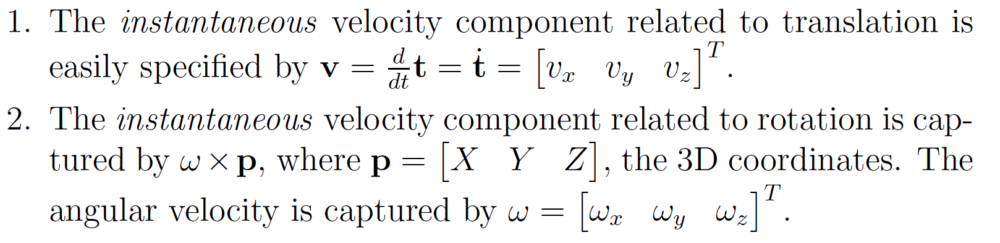 1. The instantaneous velocity component related to translation is
easily specified by $\mathbf{v} = \frac{d}{dt}\mathbf{t} = \dot{\mathbf{t}} = \begin{bmatrix} v_x & v_y & v_z \end{bmatrix}^T$.
2. The instantaneous velocity component related to rotation is cap-
tured by $\omega \times \mathbf{p}$, where $\mathbf{p} = \begin{bmatrix} X & Y & Z \end{bmatrix}$, the 3D coordinates. The
angular velocity is captured by $\omega = \begin{bmatrix} \omega_x & \omega_y & \omega_z \end{bmatrix}^T$.